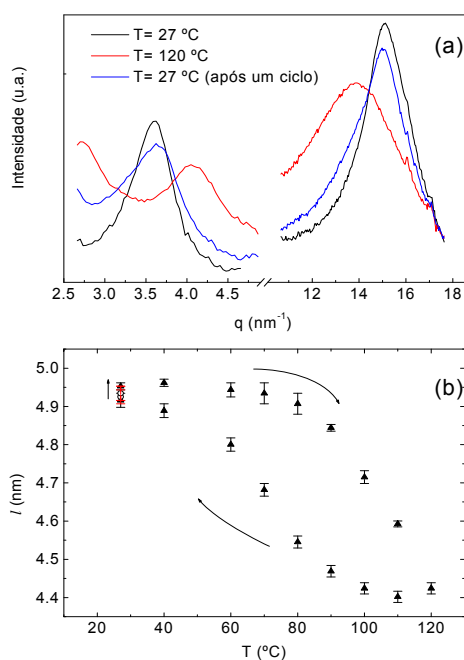 (a)
T= 27 ºC
T= 120 ºC
T= 27 ºC (após um ciclo)
Intensidade (u.a.)
2.5 3.0 3.5 4.0 4.5 12 14 16 18
q (nm⁻¹)
(b)
5.0
4.9
4.8
4.7
4.6
4.5
4.4
l (nm)
20 40 60 80 100 120
T (ºC)